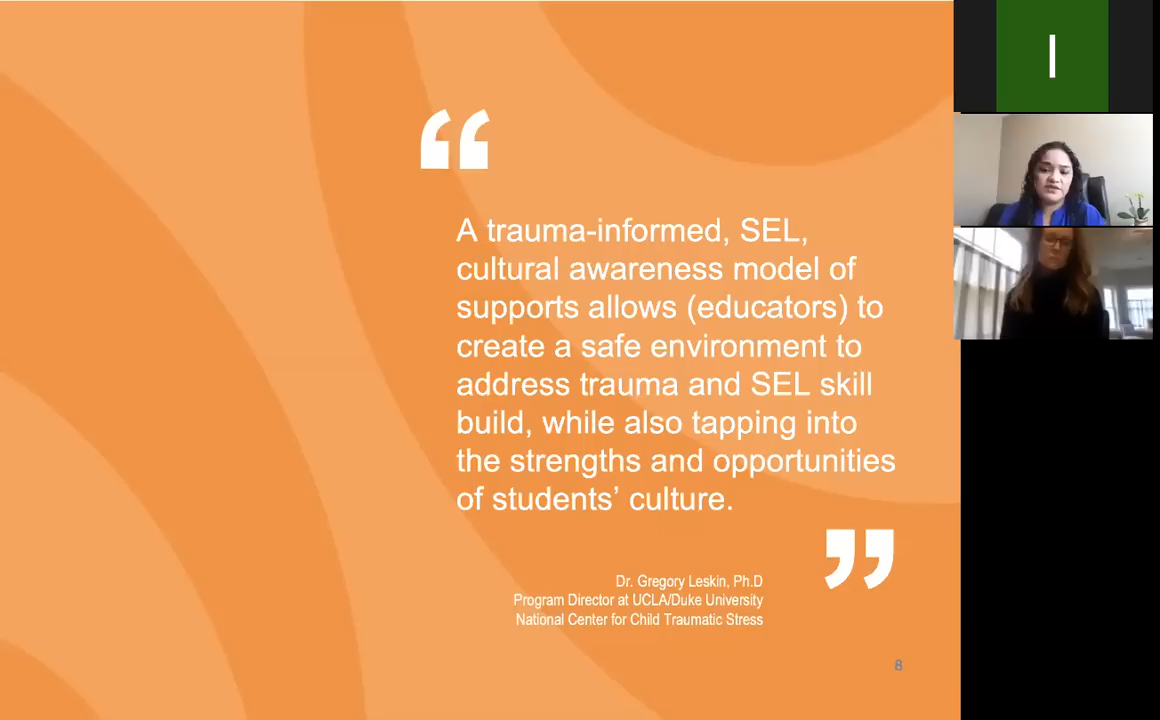 “
A trauma-informed, SEL,
cultural awareness model of
supports allows (educators) to
create a safe environment to
address trauma and SEL skill
build, while also tapping into
the strengths and opportunities
of students’ culture.
”
Dr. Gregory Leskin, Ph.D
Program Director at UCLA/Duke University
National Center for Child Traumatic Stress
8
I